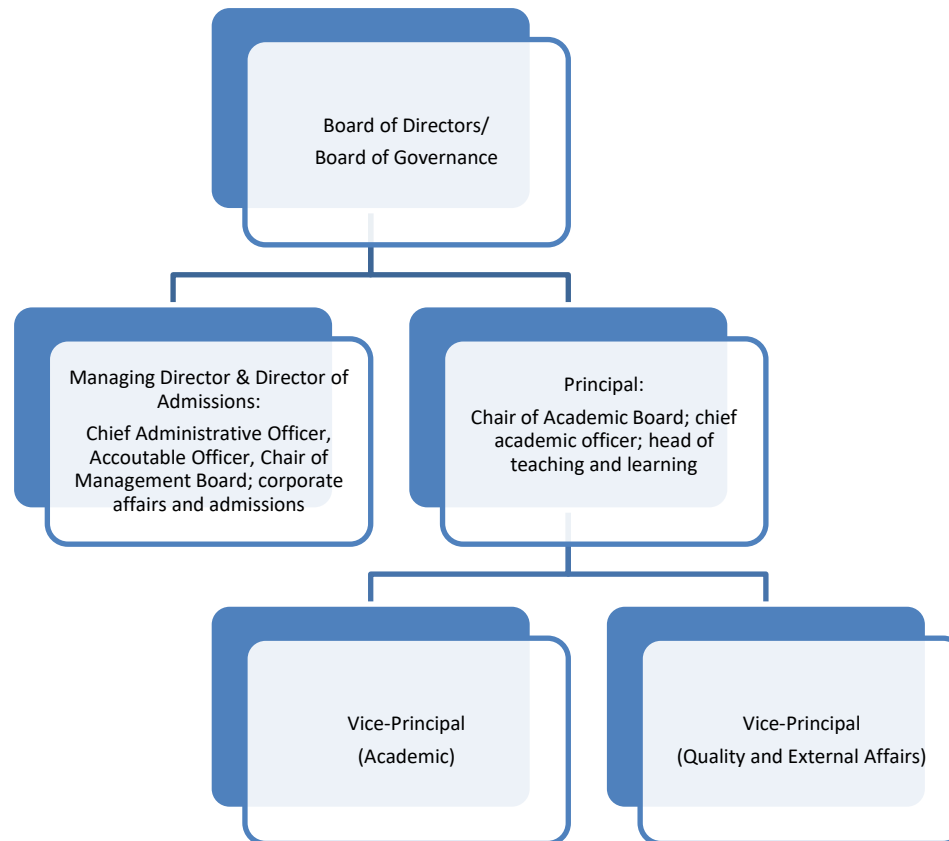 Board of Directors/
Board of Governance
Managing Director & Director of
Admissions:
Chief Administrative Officer,
Accoutable Officer, Chair of
Management Board; corporate
affairs and admissions
Principal:
Chair of Academic Board; chief
academic officer; head of
teaching and learning
Vice-Principal
(Academic)
Vice-Principal
(Quality and External Affairs)